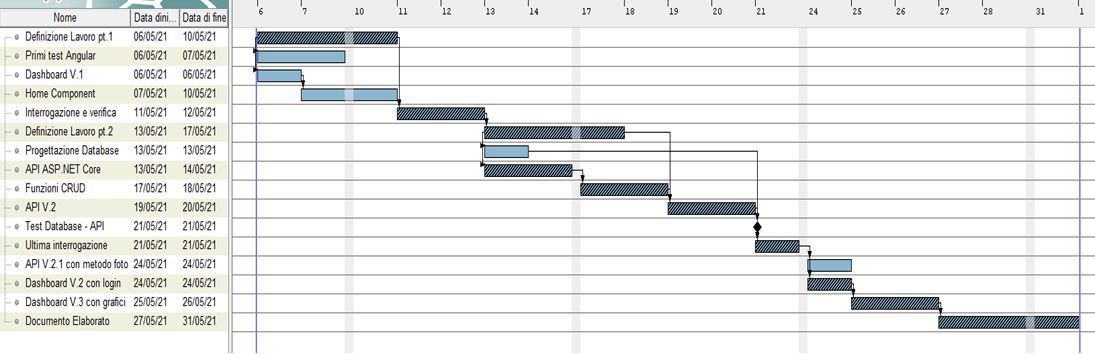 6 7 10 11 12 13 14 17 18 19 20 21 24 25 26 27 28 31 1
Nome Data dini... Data di fine
Definizione Lavoro pt.1 06/05/21 10/05/21
Primi test Angular 06/05/21 07/05/21
Dashboard V.1 06/05/21 06/05/21
Home Component 07/05/21 10/05/21
Interrogazione e verifica 11/05/21 12/05/21
Definizione Lavoro pt.2 13/05/21 17/05/21
Progettazione Database 13/05/21 13/05/21
API ASP.NET Core 13/05/21 14/05/21
Funzioni CRUD 17/05/21 18/05/21
API V.2 19/05/21 20/05/21
Test Database - API 21/05/21 21/05/21
Ultima interrogazione 21/05/21 21/05/21
API V.2.1 con metodo foto 24/05/21 24/05/21
Dashboard V.2 con login 24/05/21 24/05/21
Dashboard V.3 con grafici 25/05/21 26/05/21
Documento Elaborato 27/05/21 31/05/21